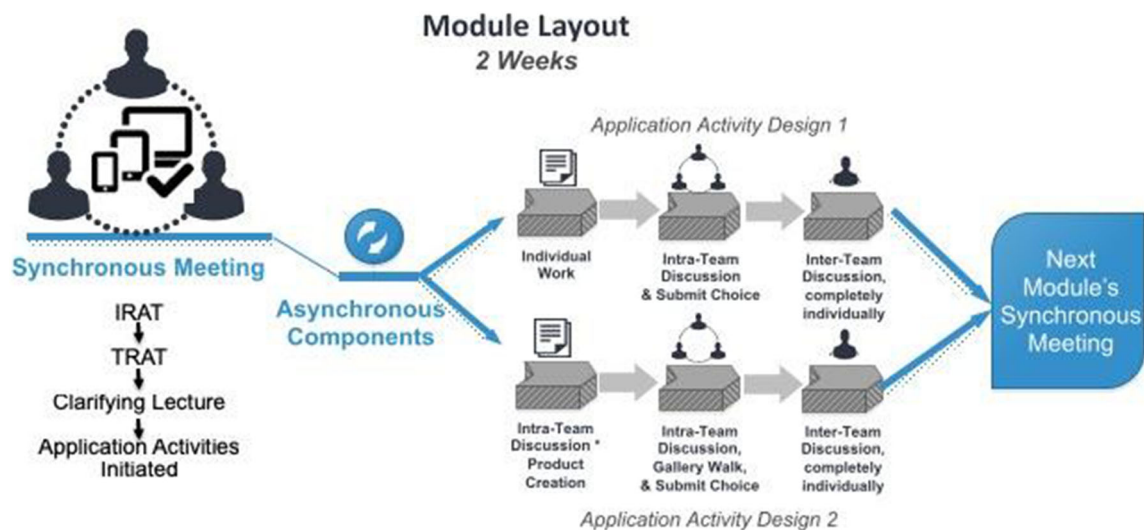 Module Layout
2 Weeks
Synchronous Meeting
IRAT
TRAT
Clarifying Lecture
Application Activities
Initiated
Asynchronous
Components
Application Activity Design 1
Individual
Work
Intra-Team
Discussion
& Submit Choice
Inter-Team
Discussion,
completely
individually
Intra-Team
Discussion *
Product
Creation
Intra-Team
Discussion,
Gallery Walk,
& Submit Choice
Inter-Team
Discussion,
completely
individually
Application Activity Design 2
Next
Module's
Synchronous
Meeting